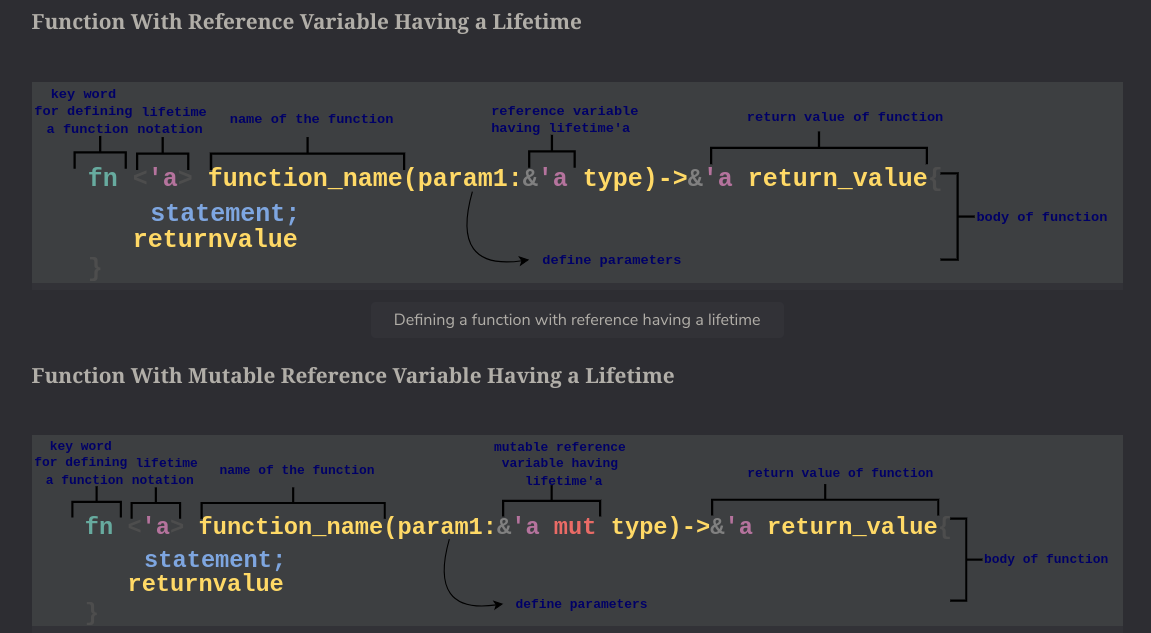 Function With Reference Variable Having a Lifetime
key word
for defining
a function
lifetime
notation
name of the function
reference variable
having lifetime'a
return value of function
fn <'a> function_name(param1:&'a type)->&'a return_value{
statement;
returnvalue
}
body of function
define parameters
Defining a function with reference having a lifetime
Function With Mutable Reference Variable Having a Lifetime
key word
for defining
a function
lifetime
notation
name of the function
mutable reference
variable having
lifetime'a
return value of function
fn <'a> function_name(param1:&'a mut type)->&'a return_value{
statement;
returnvalue
}
body of function
define parameters